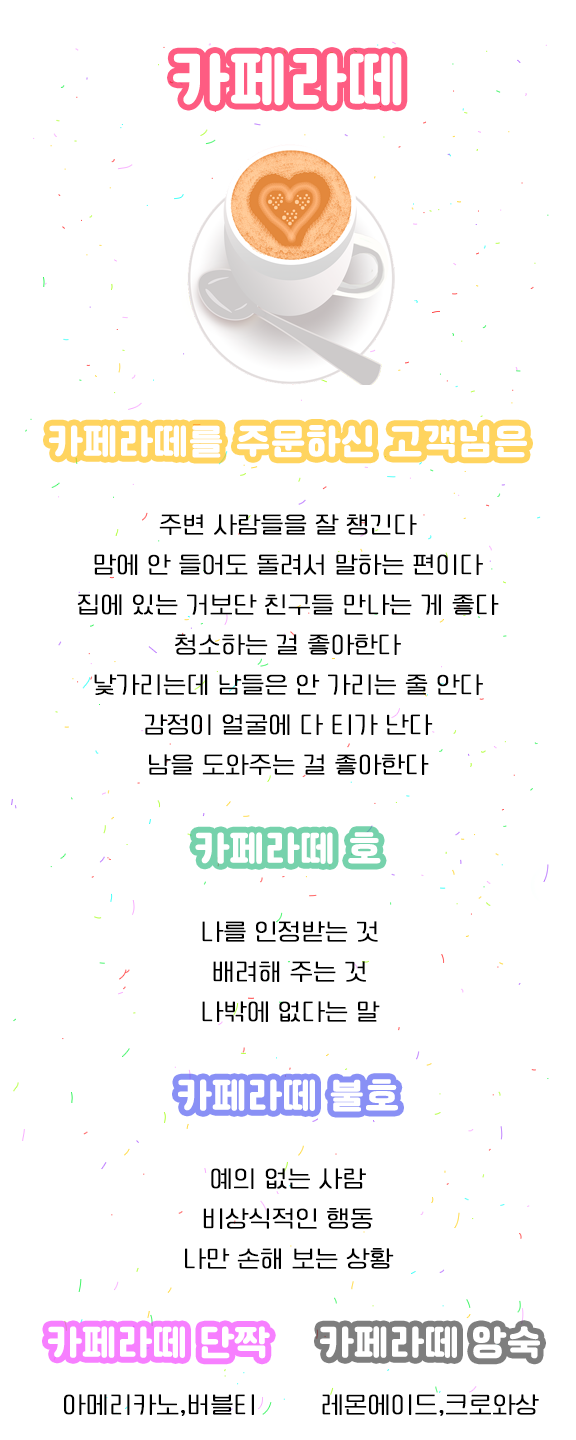 카페라떼
카페라떼를 주문하신 고객님은
주변 사람들을 잘 챙긴다
맘에 안 들어도 돌려서 말하는 편이다
집에 있는 거보단 친구들 만나는 게 좋다
청소하는 걸 좋아한다
낯가리는데 남들은 안 가리는 줄 안다
감정이 얼굴에 다 티가 난다
남을 도와주는 걸 좋아한다
카페라떼 호
나를 인정받는 것
배려해 주는 것
나밖에 없다는 말
카페라떼 불호
예의 없는 사람
비상식적인 행동
나만 손해 보는 상황
카페라떼 단짝
아메리카노,버블티
카페라떼 앙숙
레몬에이드,크로와상